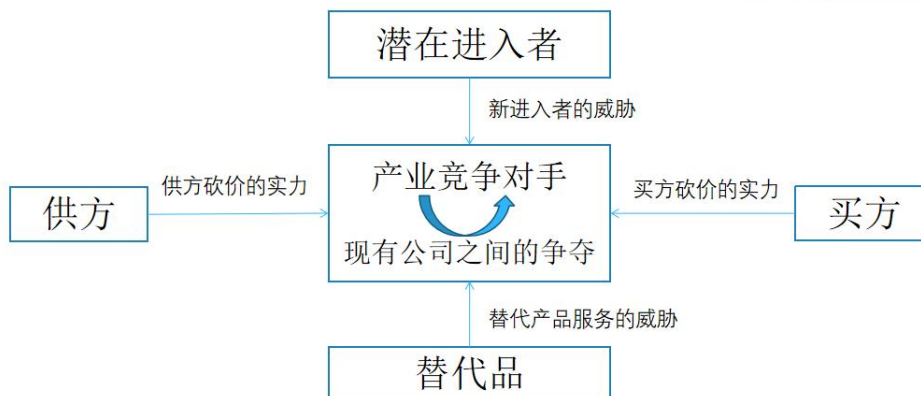 潜在进入者
新进入者的威胁
供方
供方砍价的实力
产业竞争对手
现有公司之间的争夺
买方砍价的实力
买方
替代产品服务的威胁
替代品